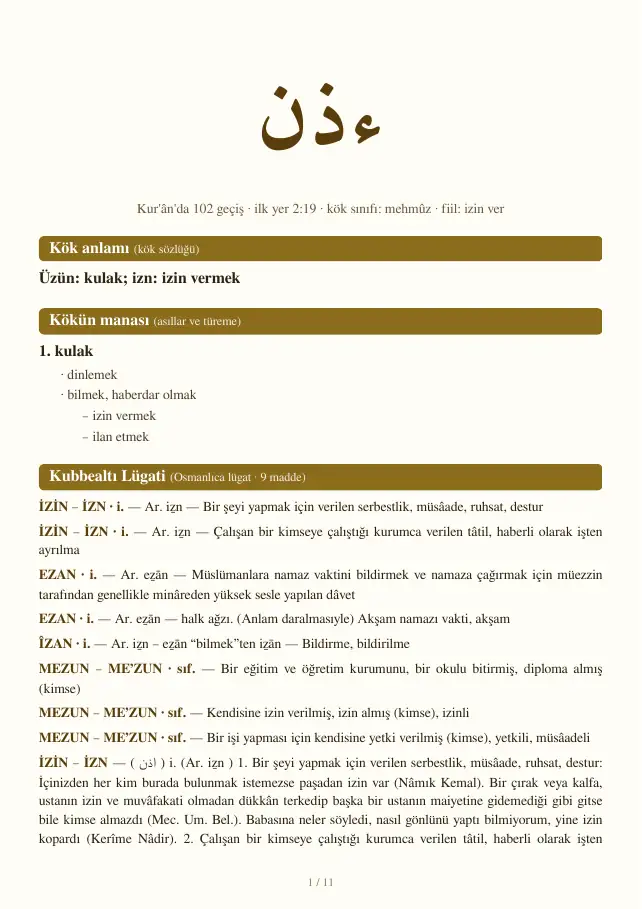 ءذن
Kur'ân'da 102 geçiş · ilk yer 2:19 · kök sınıfı: mehmûz · fiil: izin ver
Kök anlamı (kök sözlüğü)
Üzün: kulak; izn: izin vermek
Kökün manası (asıllar ve türeme)
1. kulak
· dinlemek
· bilmek, haberdar olmak
– izin vermek
– ilan etmek
Kubbealtı Lügati (Osmanlıca lügat · 9 madde)
İZİN – İZN · i. — Ar. iẕn — Bir şeyi yapmak için verilen serbestlik, müsâade, ruhsat, destur
İZİN – İZN · i. — Ar. iẕn — Çalışan bir kimseye çalıştığı kurumca verilen tâtil, haberli olarak işten
ayrılma
EZAN · i. — Ar. eẕān — Müslümanlara namaz vaktini bildirmek ve namaza çağırmak için müezzin
tarafından genellikle minâreden yüksek sesle yapılan dâvet
EZAN · i. — Ar. eẕān — halk ağzı. (Anlam daralmasıyle) Akşam namazı vakti, akşam
ÎZAN · i. — Ar. iẕn – eẕān “bilmek”ten iẕān — Bildirme, bildirilme
MEZUN – ME’ZUN · sıf. — Bir eğitim ve öğretim kurumunu, bir okulu bitirmiş, diploma almış
(kimse)
MEZUN – ME’ZUN · sıf. — Kendisine izin verilmiş, izin almış (kimse), izinli
MEZUN – ME’ZUN · sıf. — Bir işi yapması için kendisine yetki verilmiş (kimse), yetkili, müsâadeli
İZİN – İZN — ( اذن ) i. (Ar. iẕn ) 1. Bir şeyi yapmak için verilen serbestlik, müsâade, ruhsat, destur:
İçinizden her kim burada bulunmak istemezse paşadan izin var (Nâmık Kemal). Bir çırak veya kalfa,
ustanın izin ve muvâfakati olmadan dükkân terkedip başka bir ustanın maiyetine gidemediği gibi gitse
bile kimse almazdı (Mec. Um. Bel.). Babasına neler söyledi, nasıl gönlünü yaptı bilmiyorum, yine izin
kopardı (Kerîme Nâdir). 2. Çalışan bir kimseye çalıştığı kurumca verilen tâtil, haberli olarak işten
1 / 11